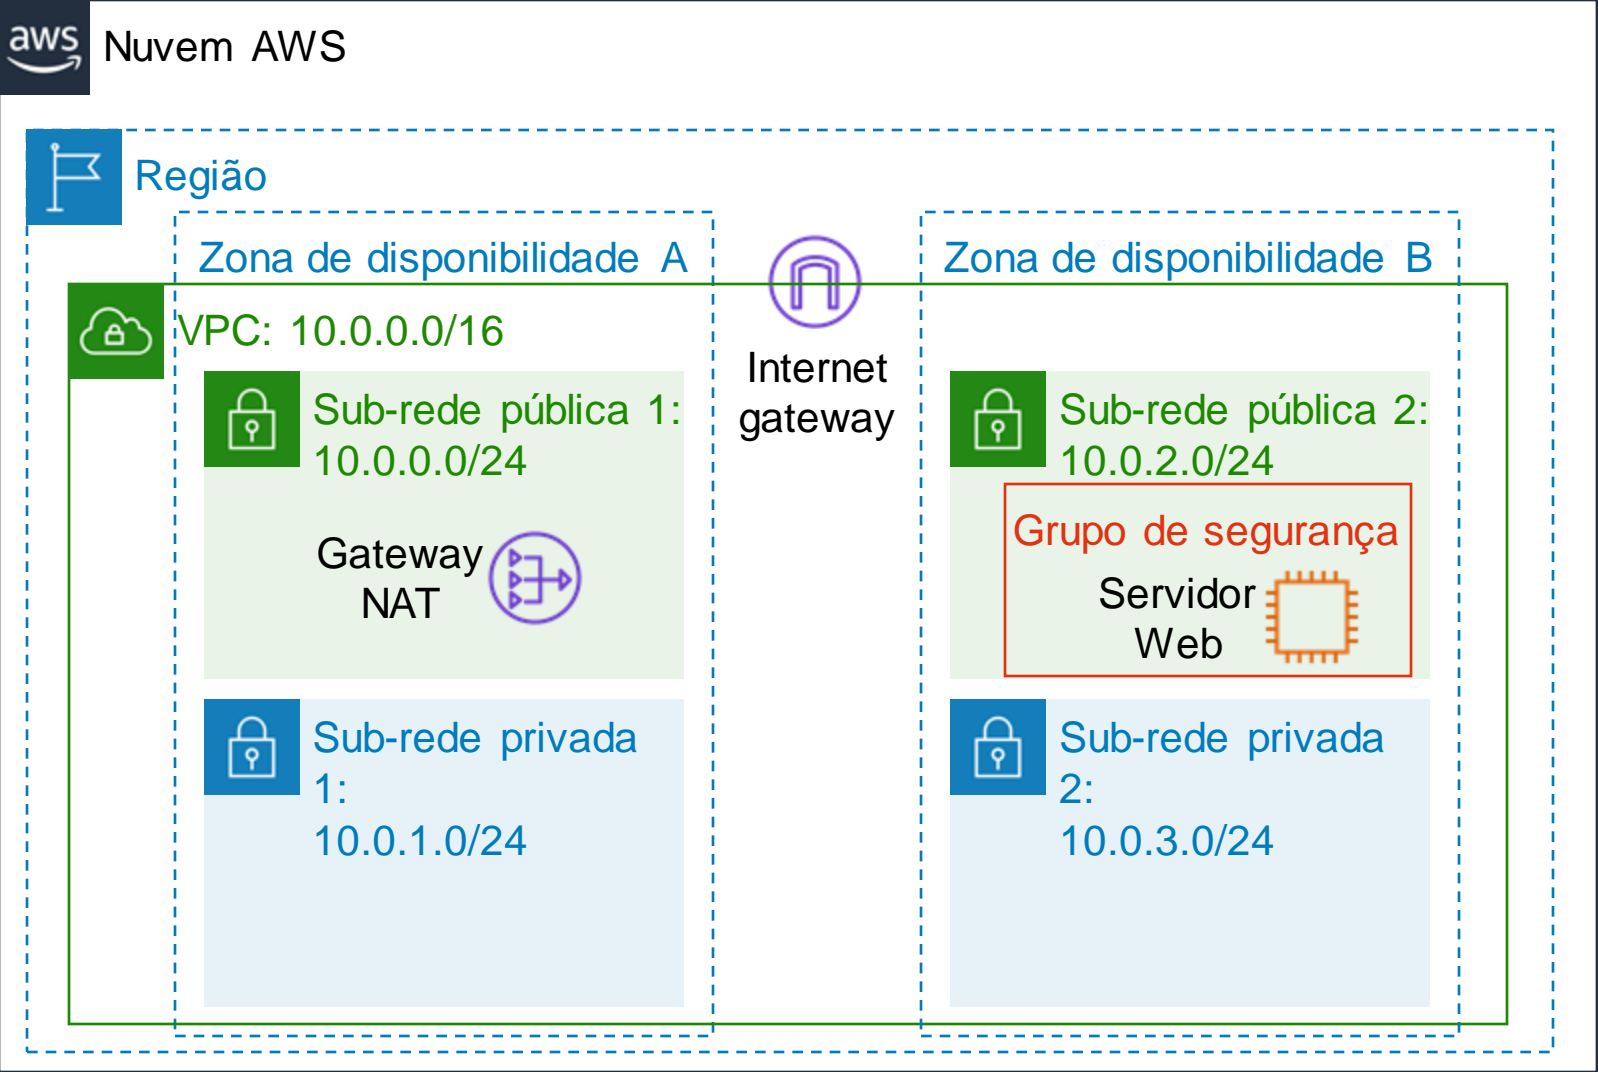 aws
Nuvem AWS
Região
Zona de disponibilidade A
Zona de disponibilidade B
VPC: 10.0.0.0/16
Internet
gateway
Sub-rede pública 1:
10.0.0.0/24
Gateway
NAT
Sub-rede pública 2:
10.0.2.0/24
Grupo de segurança
Servidor
Web
Sub-rede privada
1:
10.0.1.0/24
Sub-rede privada
2:
10.0.3.0/24